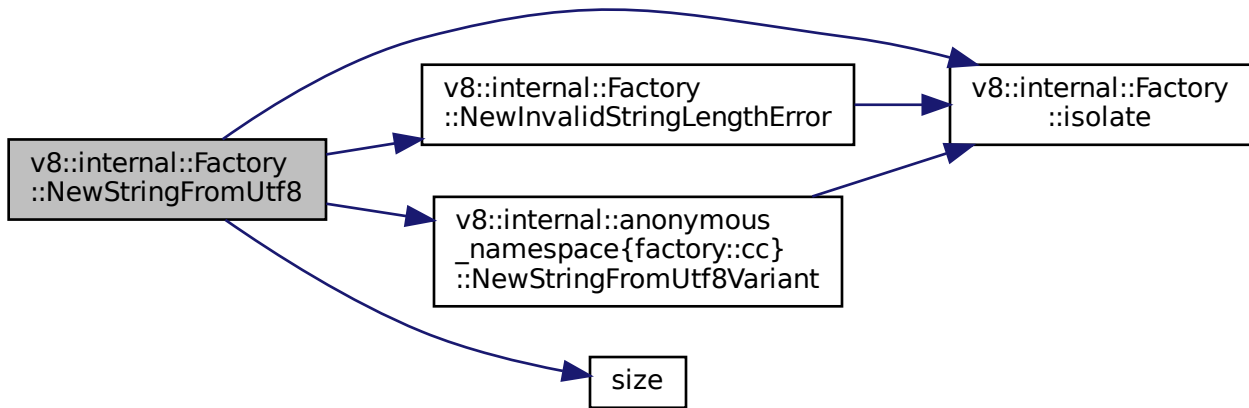 v8::internal::Factory
::NewStringFromUtf8
v8::internal::Factory
::NewInvalidStringLengthError
v8::internal::Factory
::isolate
v8::internal::anonymous
_namespace{factory::cc}
::NewStringFromUtf8Variant
size